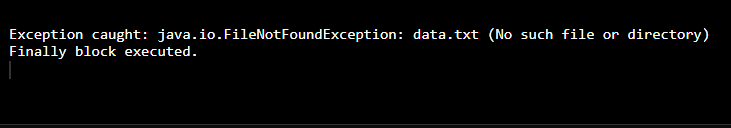 Exception caught: java.io.FileNotFoundException: data.txt (No such file or directory)
Finally block executed.